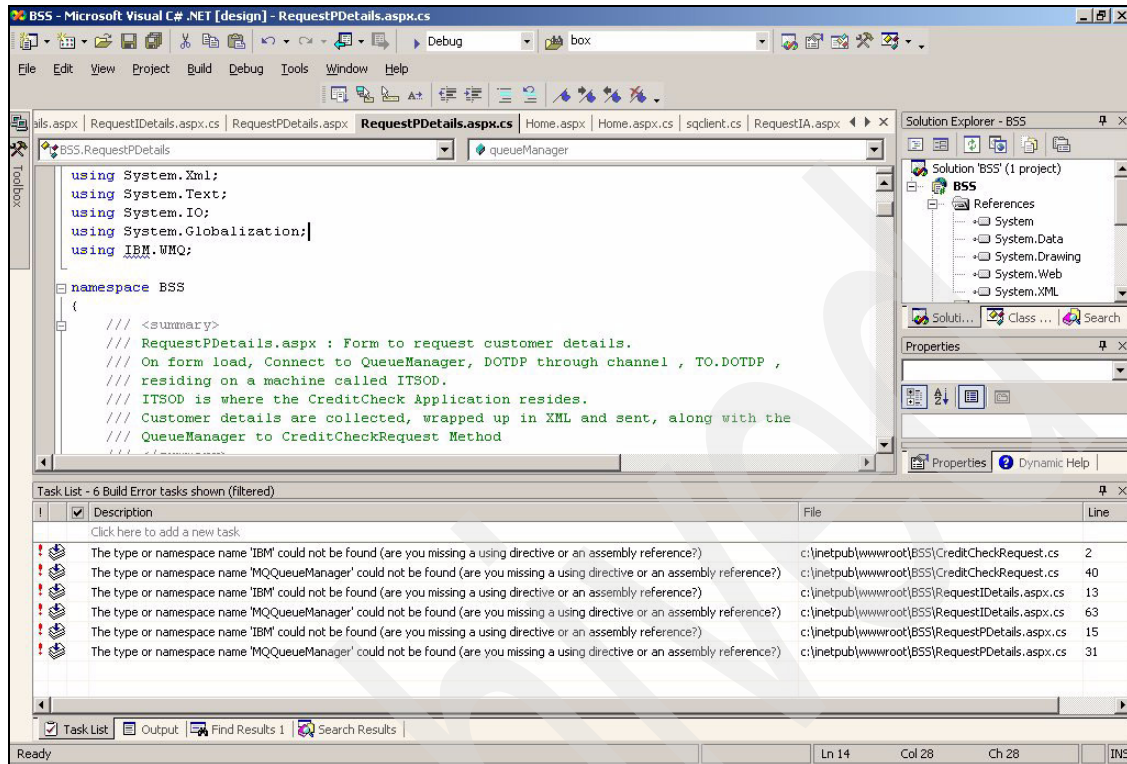 BSS - Microsoft Visual C# .NET [design] - RequestPDetails.aspx.cs
Debug box
File Edit View Project Build Debug Tools Window Help
ails.aspx RequestIDetails.aspx.cs RequestPDetails.aspx RequestPDetails.aspx.cs Home.aspx Home.aspx.cs sqclient.cs RequestIA.aspx
Toolbox
BSS.RequestPDetails queueManager
using System.Xml;
using System.Text;
using System.IO;
using System.Globalization;
using IBM.WMQ;
namespace BSS
{
/// <summary>
/// RequestPDetails.aspx : Form to request customer details.
/// On form load, Connect to QueueManager, DOTDP through channel , TO.DOTDP ,
/// residing on a machine called ITSOD.
/// ITSOD is where the CreditCheck Application resides.
/// Customer details are collected, wrapped up in XML and sent, along with the
/// QueueManager to CreditCheckRequest Method
/// </summary>
Solution Explorer - BSS
Solution 'BSS' (1 project)
BSS
References
System
System.Data
System.Drawing
System.Web
System.XML
Soluti... Class ... Search
Properties
Properties Dynamic Help
Task List - 6 Build Error tasks shown (filtered)
! Description File Line
Click here to add a new task
The type or namespace name 'IBM' could not be found (are you missing a using directive or an assembly reference?) c:\inetpub\wwwroot\BSS\CreditCheckRequest.cs 2
The type or namespace name 'MQQueueManager' could not be found (are you missing a using directive or an assembly reference?) c:\inetpub\wwwroot\BSS\CreditCheckRequest.cs 40
The type or namespace name 'IBM' could not be found (are you missing a using directive or an assembly reference?) c:\inetpub\wwwroot\BSS\RequestIDetails.aspx.cs 13
The type or namespace name 'MQQueueManager' could not be found (are you missing a using directive or an assembly reference?) c:\inetpub\wwwroot\BSS\RequestIDetails.aspx.cs 63
The type or namespace name 'IBM' could not be found (are you missing a using directive or an assembly reference?) c:\inetpub\wwwroot\BSS\RequestPDetails.aspx.cs 15
The type or namespace name 'MQQueueManager' could not be found (are you missing a using directive or an assembly reference?) c:\inetpub\wwwroot\BSS\RequestPDetails.aspx.cs 31
Task List Output Find Results 1 Search Results
Ready Ln 14 Col 28 Ch 28 INS